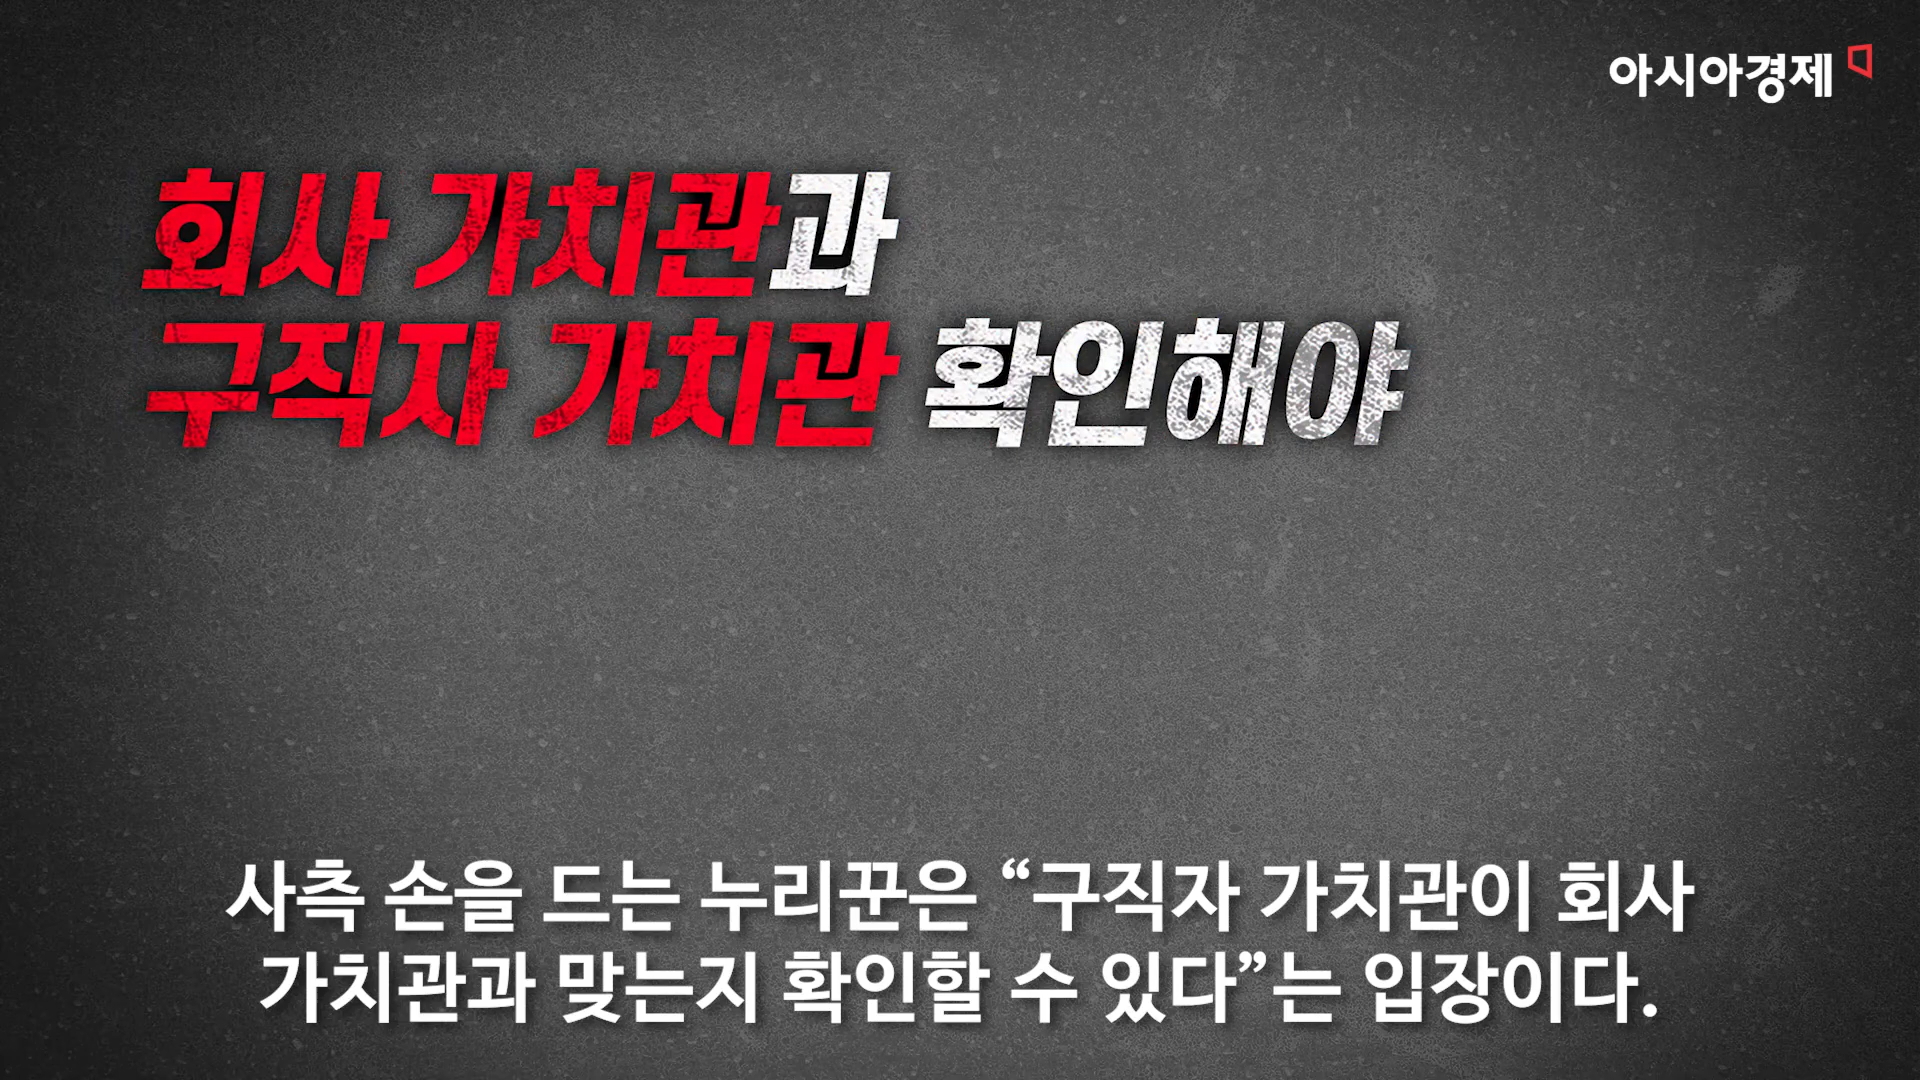 아시아경제
회사 가치관과
구직자 가치관 확인해야
사측 손을 드는 누리꾼은 “구직자 가치관이 회사
가치관과 맞는지 확인할 수 있다”는 입장이다.